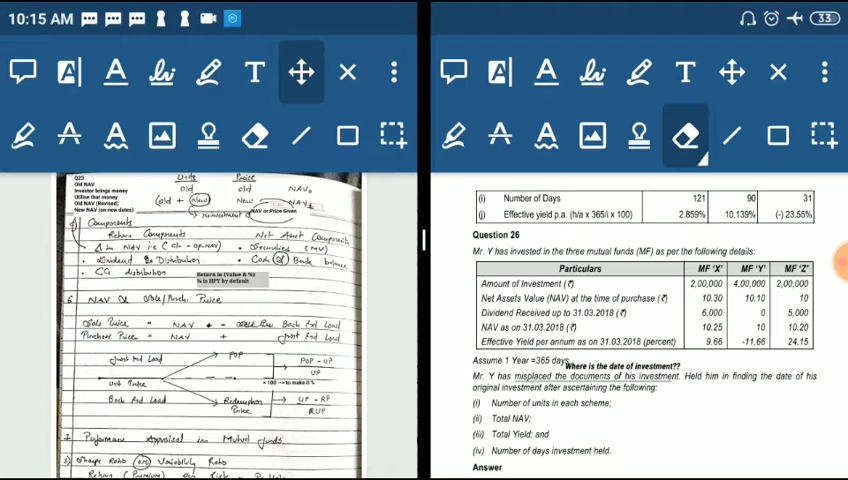 10:15 AM
33
Q23
Old NAV
Investor brings money
Utilise that money
Old NAV (Revised)
New NAV (on new dates)
Units Price
Old old NAV₀
(Old + New) New NAV₁
NAV or Price Given
Components
Return Components Net Asset Components
Δ in NAV i.e (Cl - op.NAV) • Securities (MV)
• Dividend Distribution • Cash & Bank balance
• CG distribution
Return in (Value & %)
% is HPY by default
6 NAV & Sale/Purch. Price
Sale Price = NAV - Back End Load
Purchase Price = NAV + Front End Load
Front End Load POP POP - UP
UP
Unit Price × 100 --> to make it %
Back End Load Redemption Price UP - RP
RUP
7 Performance Appraisal in Mutual funds
Sharpe Ratio (or) Variability Ratio
Return (Premium) per Risk
(i) Number of Days 121 90 31
(j) Effective yield p.a. (h/a x 365/i x 100) 2.859% 10.139% (-) 23.55%
Question 26
Mr. Y has invested in the three mutual funds (MF) as per the following details:
Particulars MF 'X' MF 'Y' MF 'Z'
Amount of Investment (₹) 2,00,000 4,00,000 2,00,000
Net Assets Value (NAV) at the time of purchase (₹) 10.30 10.10 10
Dividend Received up to 31.03.2018 (₹) 6,000 0 5,000
NAV as on 31.03.2018 (₹) 10.25 10 10.20
Effective Yield per annum as on 31.03.2018 (percent) 9.66 -11.66 24.15
Assume 1 Year =365 days
Where is the date of investment??
Mr. Y has misplaced the documents of his investment. Held him in finding the date of his
original investment after ascertaining the following:
(i) Number of units in each scheme;
(ii) Total NAV;
(iii) Total Yield; and
(iv) Number of days investment held.
Answer